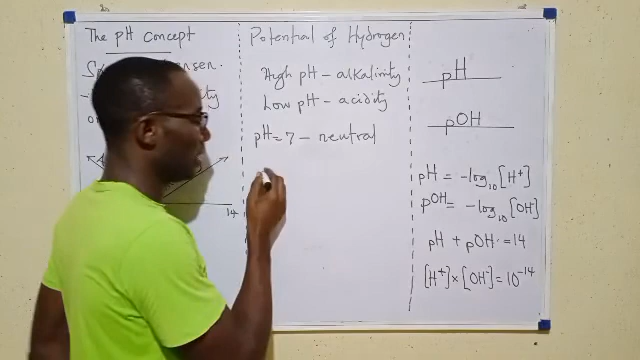 The pH concept
14
Potential of Hydrogen
High pH - alkalinity
Low pH - acidity
pH = 7 - neutral
pH
pOH
pH = -log₁₀[H⁺]
pOH = -log₁₀[OH⁻]
pH + pOH = 14
[H⁺] × [OH⁻] = 10⁻¹⁴